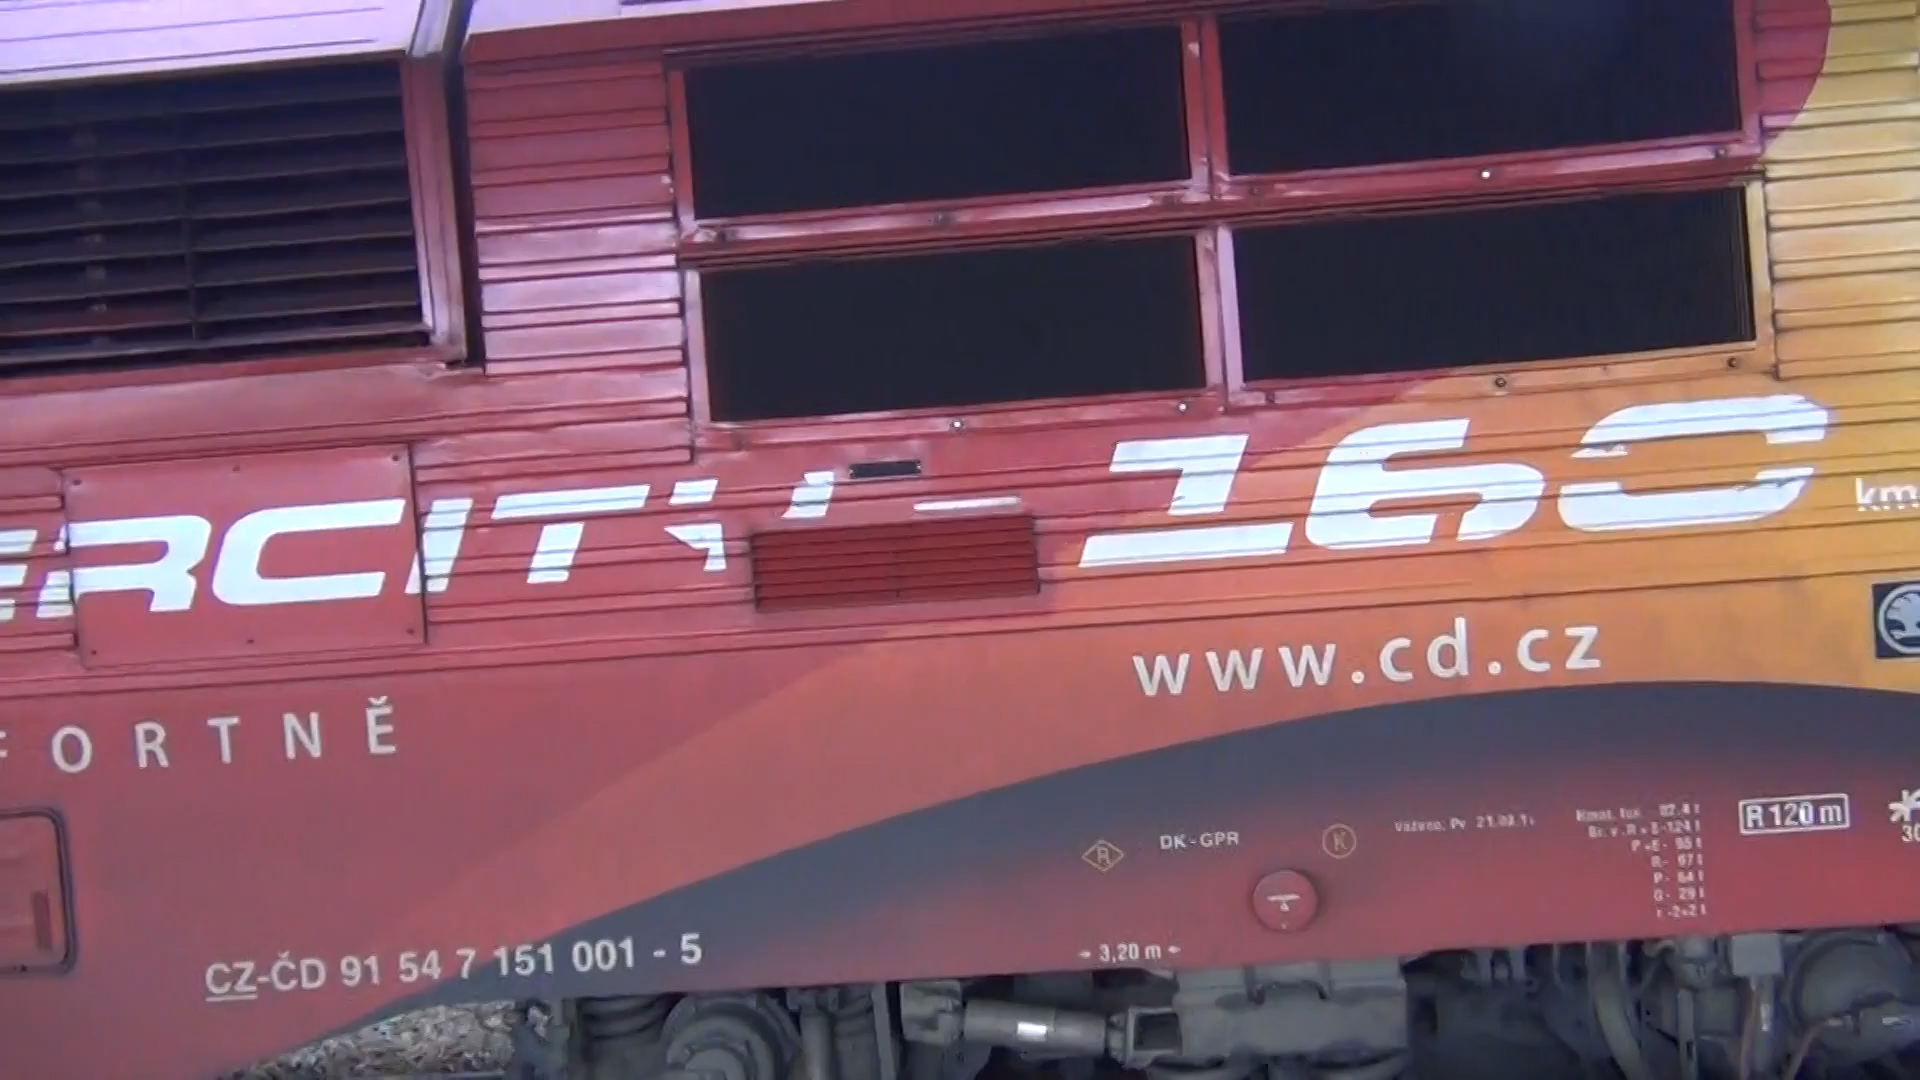 ERCITY - 160 km
www.cd.cz
FORTNĚ
R
DK-GPR
K
R 120 m
CZ-ČD 91 54 7 151 001 - 5
3,20 m